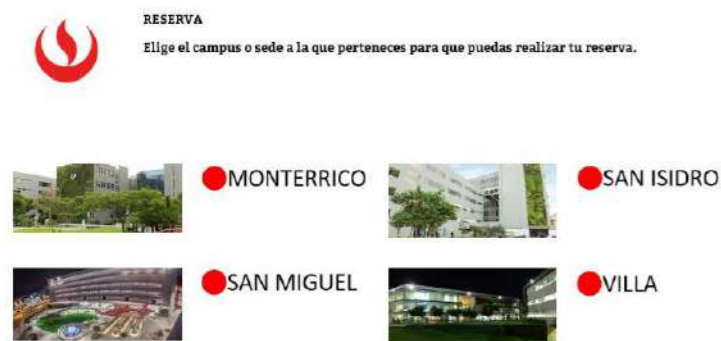 RESERVA
Elige el campus o sede a la que perteneces para que puedas realizar tu reserva.
MONTERRICO
SAN ISIDRO
SAN MIGUEL
VILLA